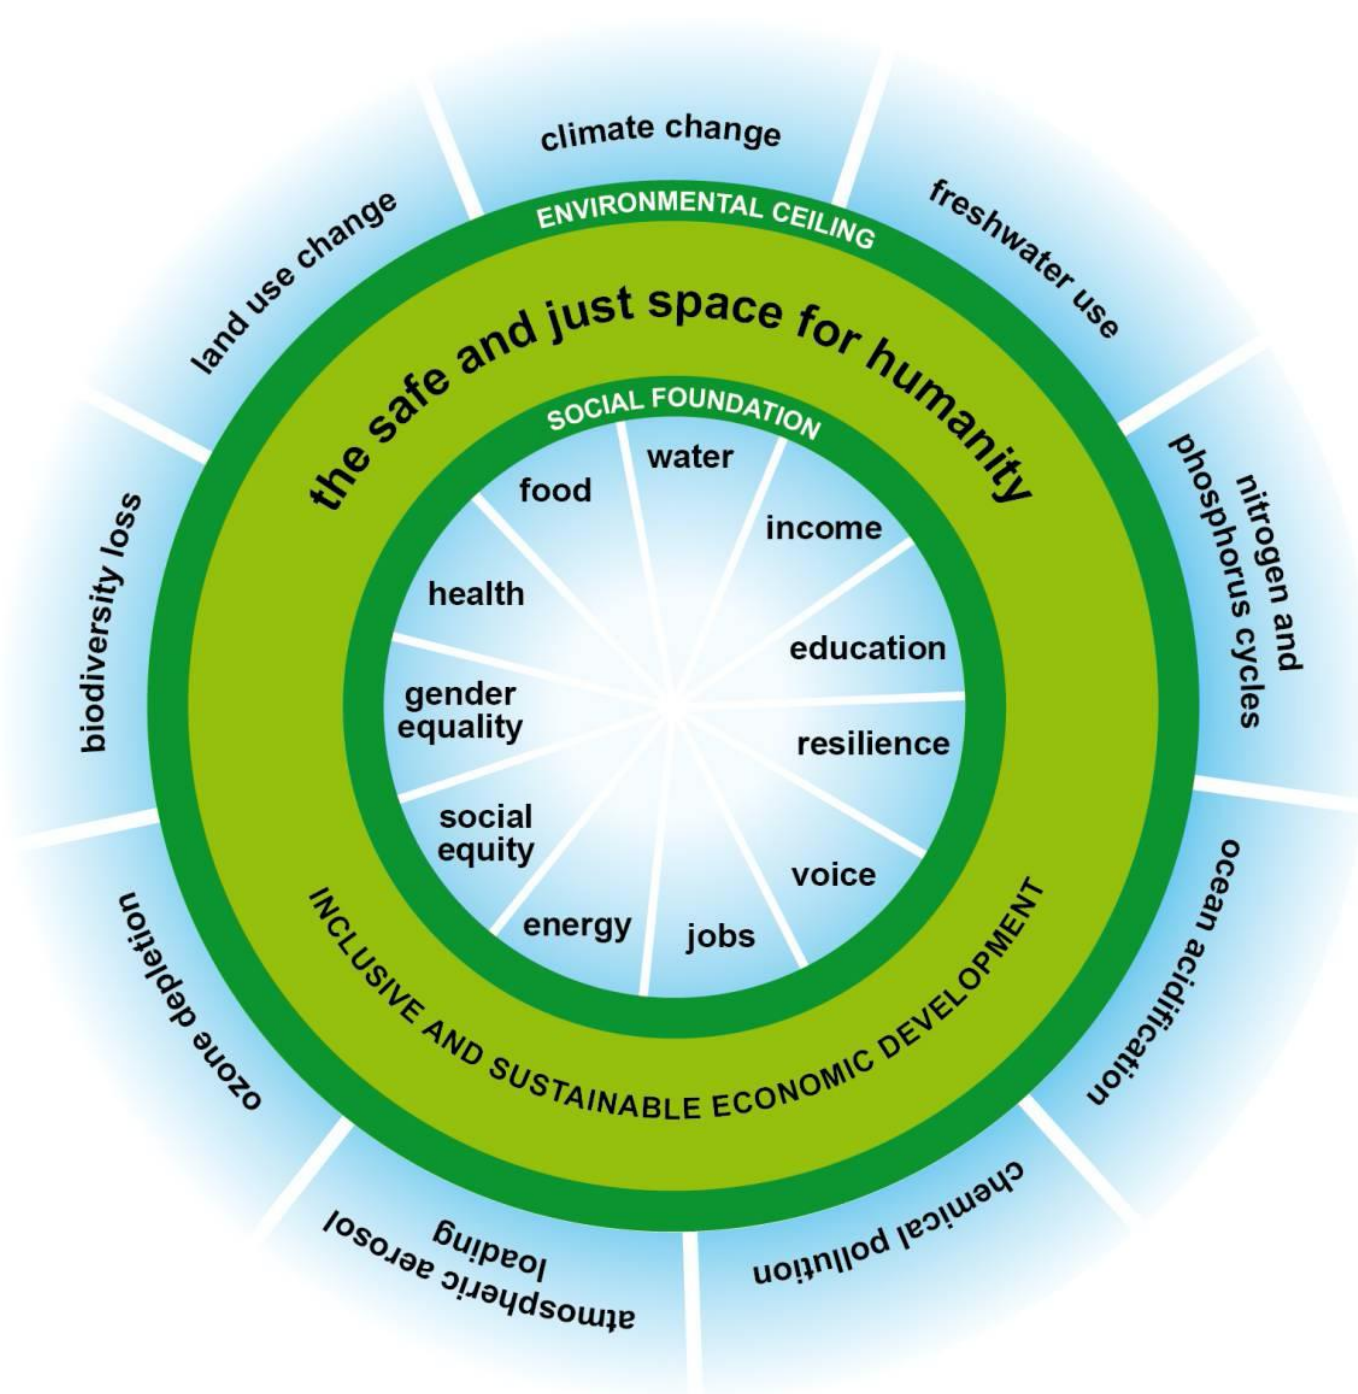 climate change
freshwater use
nitrogen and
phosphorus cycles
ocean acidification
chemical pollution
atmospheric aerosol
loading
ozone depletion
biodiversity loss
land use change
ENVIRONMENTAL CEILING
the safe and just space for humanity
SOCIAL FOUNDATION
water
income
education
resilience
voice
jobs
energy
social
equity
gender
equality
health
food
INCLUSIVE AND SUSTAINABLE ECONOMIC DEVELOPMENT